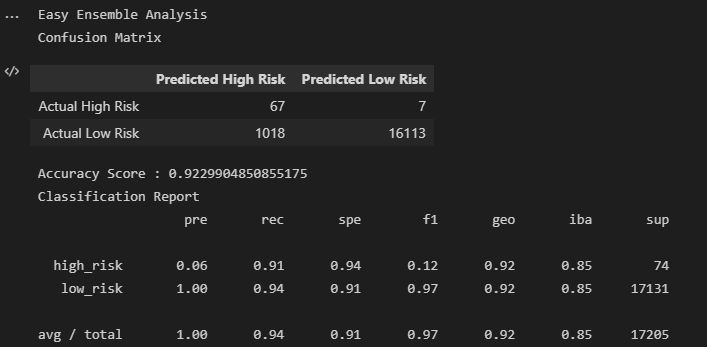 ... Easy Ensemble Analysis
Confusion Matrix
</>
Predicted High Risk Predicted Low Risk
Actual High Risk 67 7
Actual Low Risk 1018 16113
Accuracy Score : 0.9229904850855175
Classification Report
pre rec spe f1 geo iba sup
high_risk 0.06 0.91 0.94 0.12 0.92 0.85 74
low_risk 1.00 0.94 0.91 0.97 0.92 0.85 17131
avg / total 1.00 0.94 0.91 0.97 0.92 0.85 17205